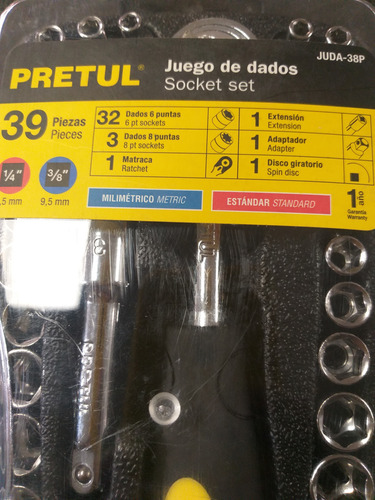 JUDA-38P
PRETUL®
Juego de dados
Socket set
39 Piezas
Pieces
32 Dados 6 puntas
6 pt sockets
3 Dados 8 puntas
8 pt sockets
1 Matraca
Ratchet
1 Extensión
Extension
1 Adaptador
Adapter
1 Disco giratorio
Spin disc
1/4"
3/8"
9,5 mm
MILIMÉTRICO METRIC
ESTÁNDAR STANDARD
1 año
Garantía
Warranty